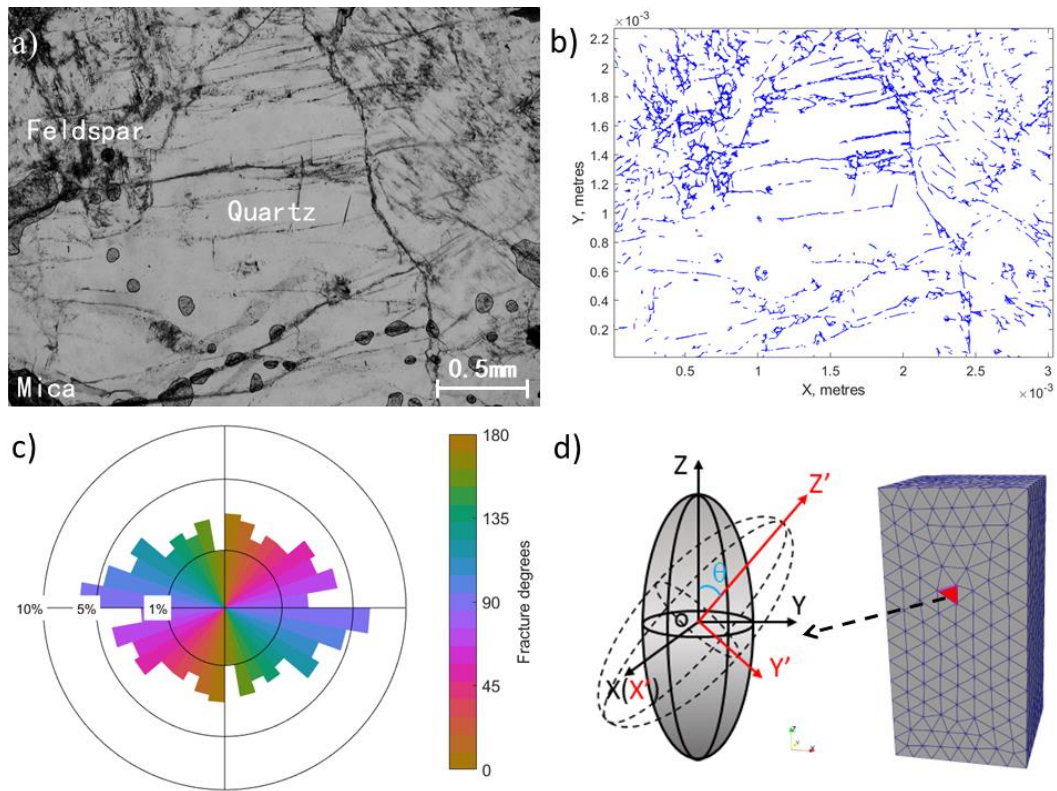 a)
Feldspar
Quartz
Mica
0.5mm
b)
×10⁻³
2.2
2
1.8
1.6
1.4
1.2
1
0.8
0.6
0.4
0.2
Y, metres
0.5
1
1.5
2
2.5
3
X, metres
×10⁻³
c)
10%
5%
1%
180
135
90
45
0
Fracture degrees
d)
Z
Z'
θ
Y
O
Y'
X(X')
Z
Y
X